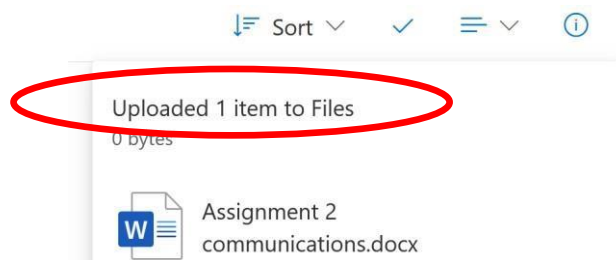 Sort
Uploaded 1 item to Files
0 bytes
W
Assignment 2
communications.docx